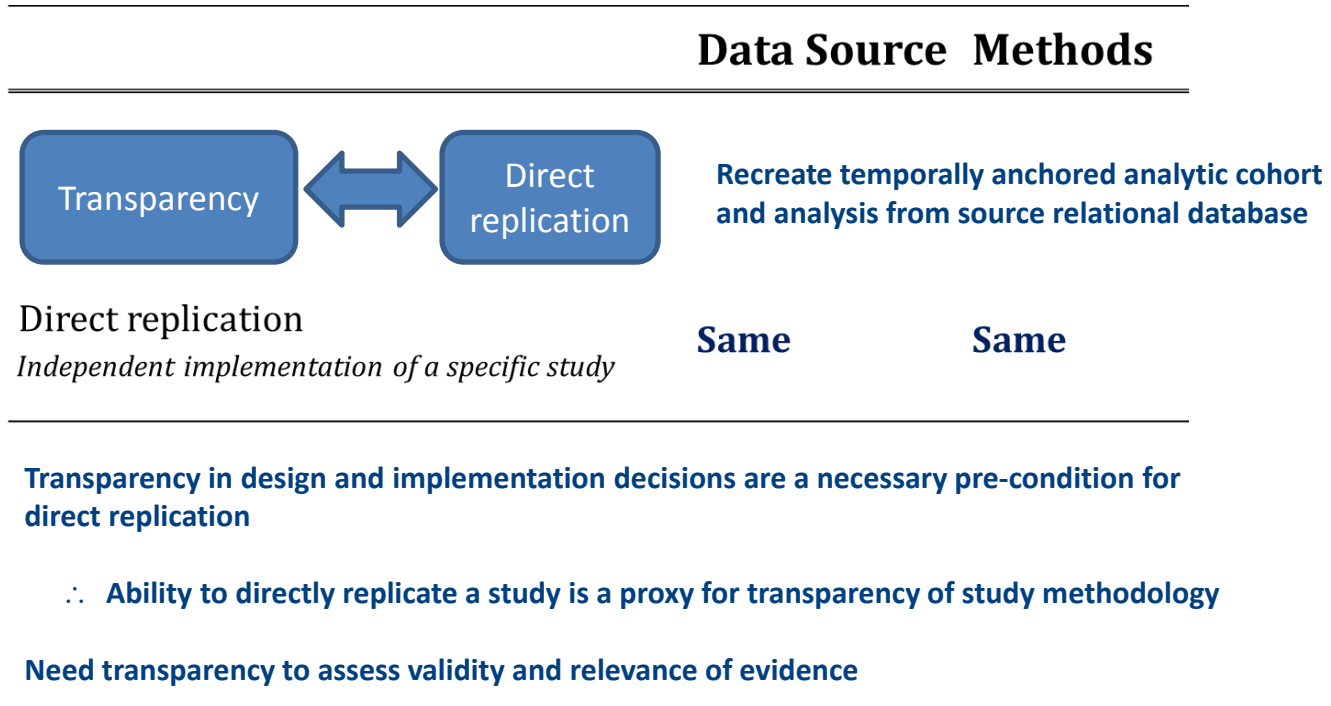 Data Source Methods
Transparency
Direct
replication
Recreate temporally anchored analytic cohort
and analysis from source relational database
Direct replication
Independent implementation of a specific study
Same Same
Transparency in design and implementation decisions are a necessary pre-condition for
direct replication
∴ Ability to directly replicate a study is a proxy for transparency of study methodology
Need transparency to assess validity and relevance of evidence